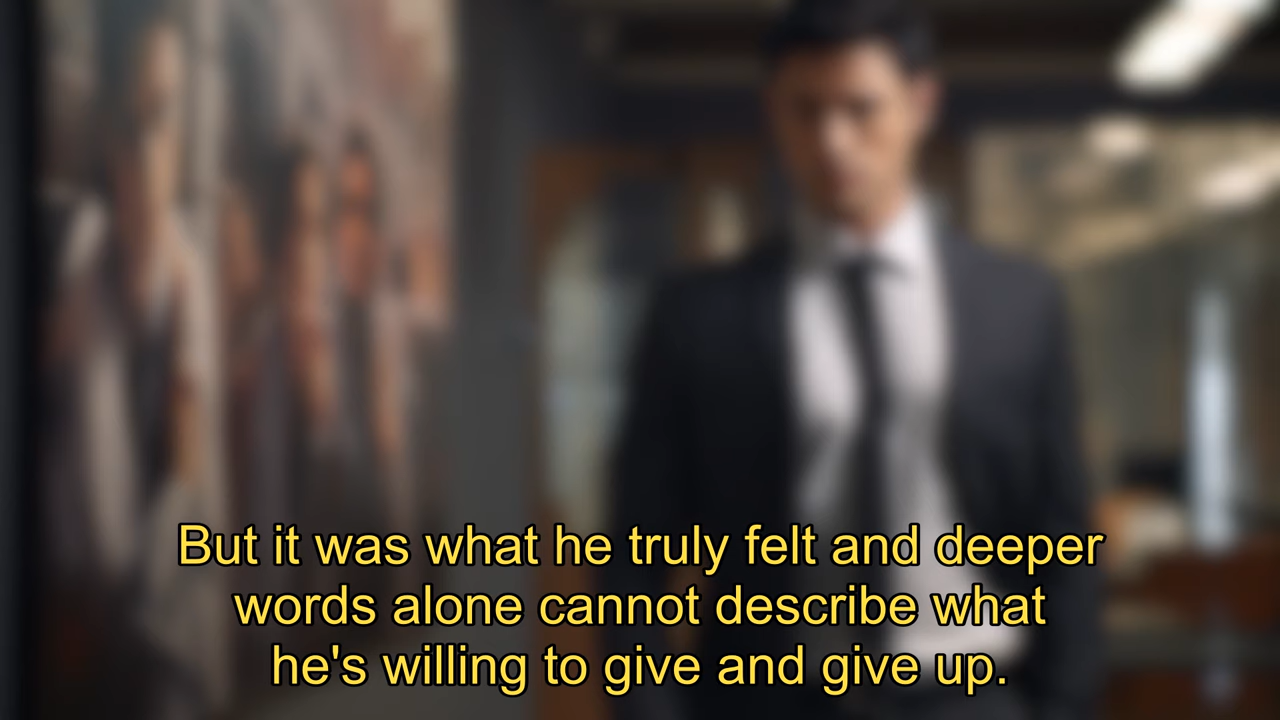 But it was what he truly felt and deeper
words alone cannot describe what
he's willing to give and give up.